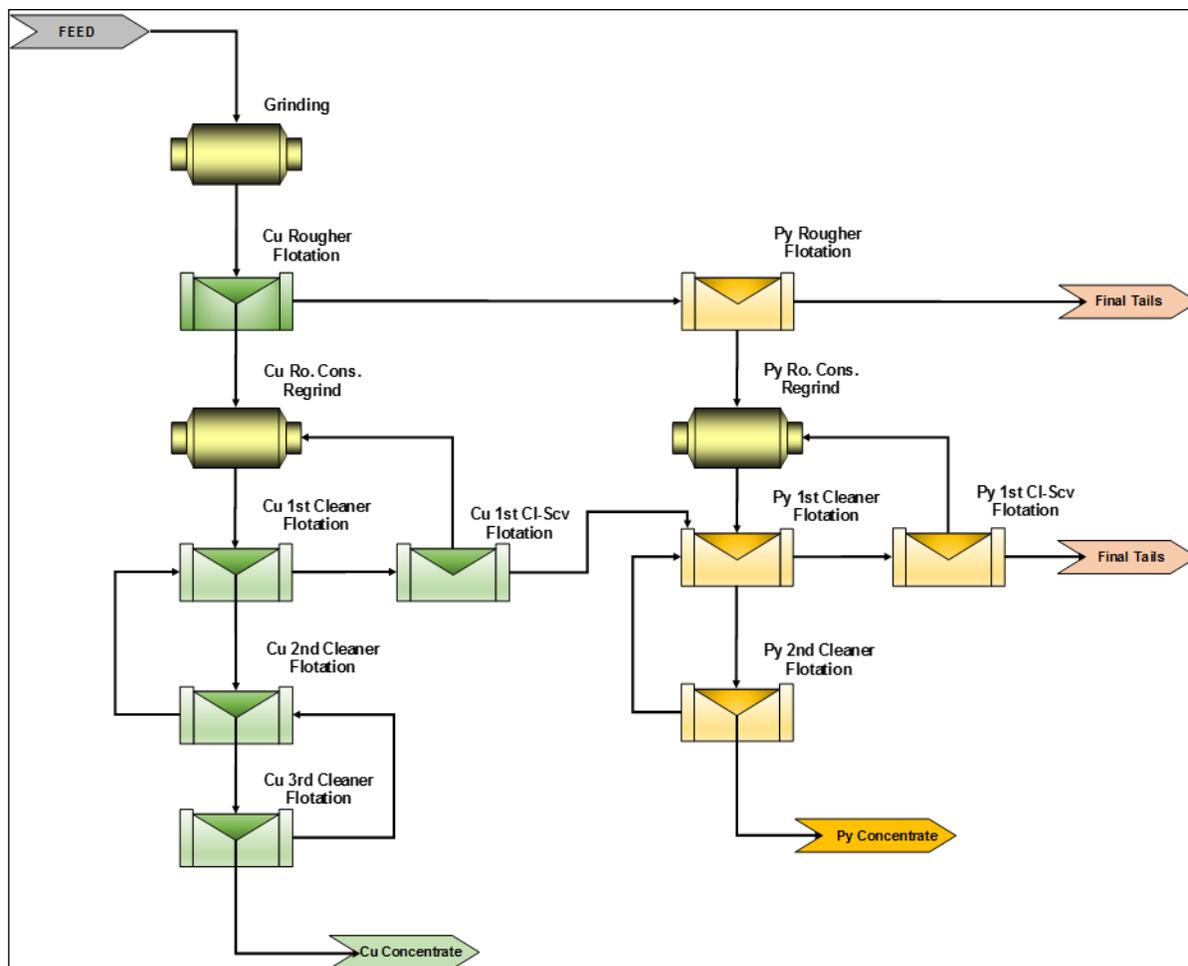 FEED
Grinding
Cu Rougher
Flotation
Py Rougher
Flotation
Final Tails
Cu Ro. Cons.
Regrind
Py Ro. Cons.
Regrind
Cu 1st Cleaner
Flotation
Cu 1st Cl-Scv
Flotation
Py 1st Cleaner
Flotation
Py 1st Cl-Scv
Flotation
Final Tails
Cu 2nd Cleaner
Flotation
Py 2nd Cleaner
Flotation
Cu 3rd Cleaner
Flotation
Py Concentrate
Cu Concentrate